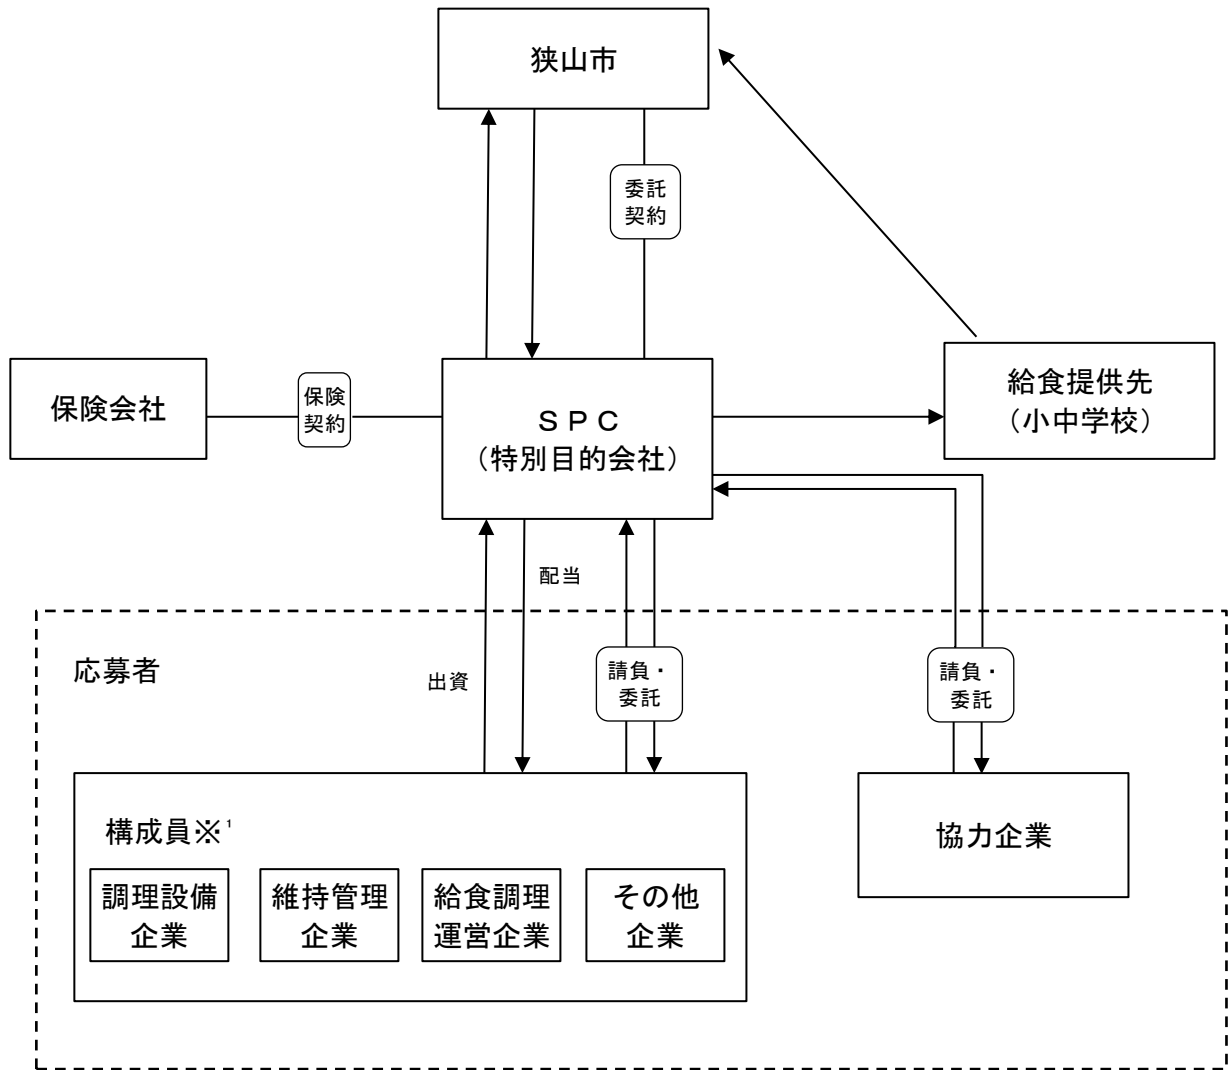 狭山市
委託
契約
保険会社
保険
契約
ＳＰＣ
（特別目的会社）
給食提供先
（小中学校）
配当
応募者
出資
請負・
委託
請負・
委託
構成員※¹
調理設備
企業
維持管理
企業
給食調理
運営企業
その他
企業
協力企業